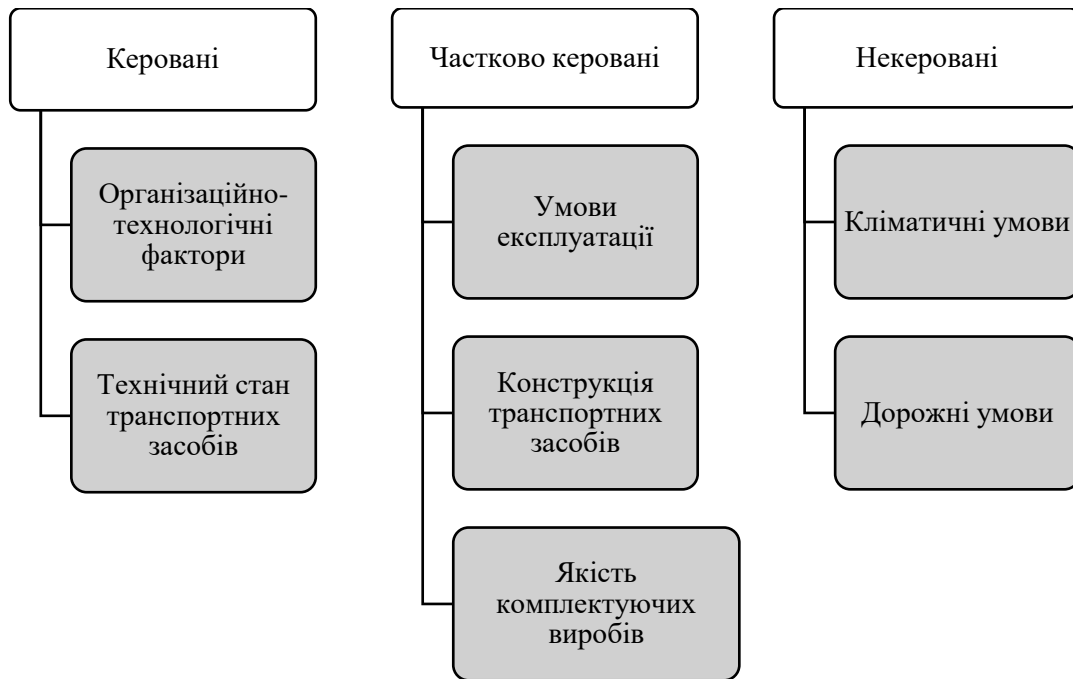 Керовані
Організаційно-
технологічні
фактори
Технічний стан
транспортних
засобів
Частково керовані
Умови
експлуатації
Конструкція
транспортних
засобів
Якість
комплектуючих
виробів
Некеровані
Кліматичні умови
Дорожні умови